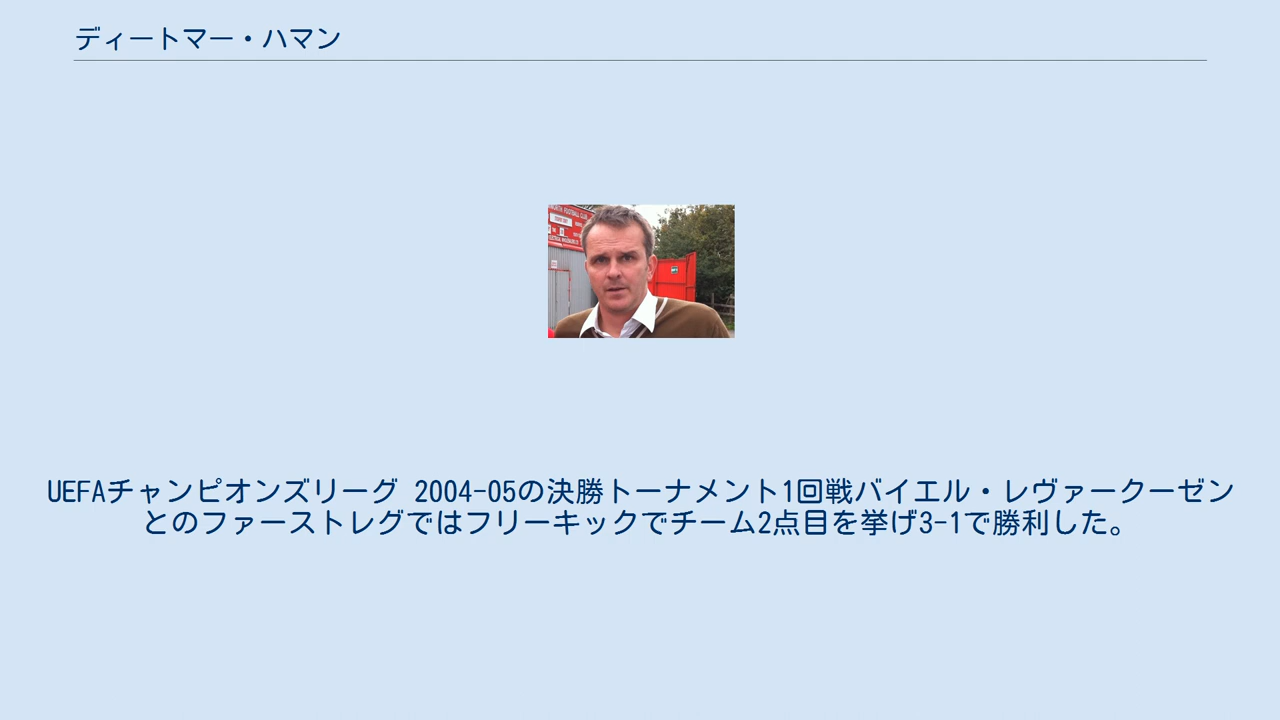 ディートマー・ハマン
UEFAチャンピオンズリーグ 2004-05の決勝トーナメント1回戦バイエル・レヴァークーゼン
とのファーストレグではフリーキックでチーム2点目を挙げ3-1で勝利した。